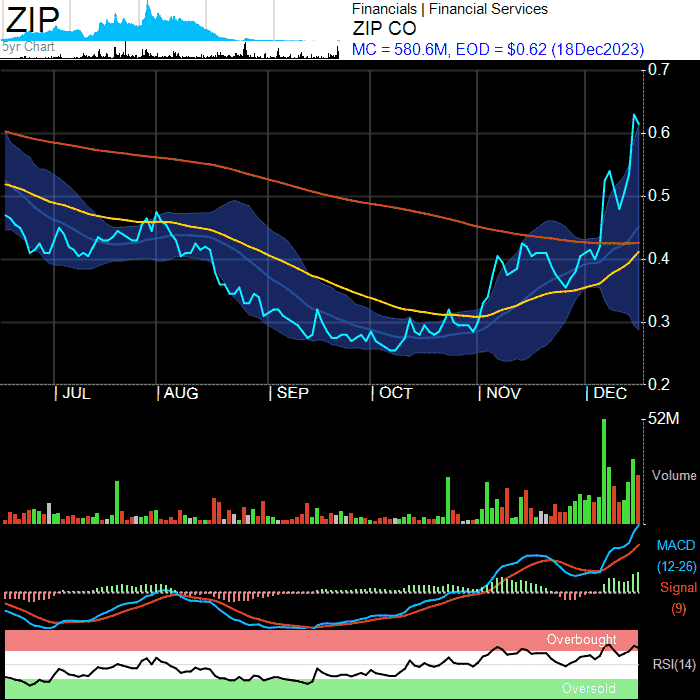 ZIP
5yr Chart
Financials | Financial Services
ZIP CO
MC = 580.6M, EOD = $0.62 (18Dec2023)
0.7
0.6
0.5
0.4
0.3
0.2
| JUL | AUG | SEP | OCT | NOV | DEC
52M
Volume
MACD
(12-26)
Signal
(9)
Overbought
RSI(14)
Oversold